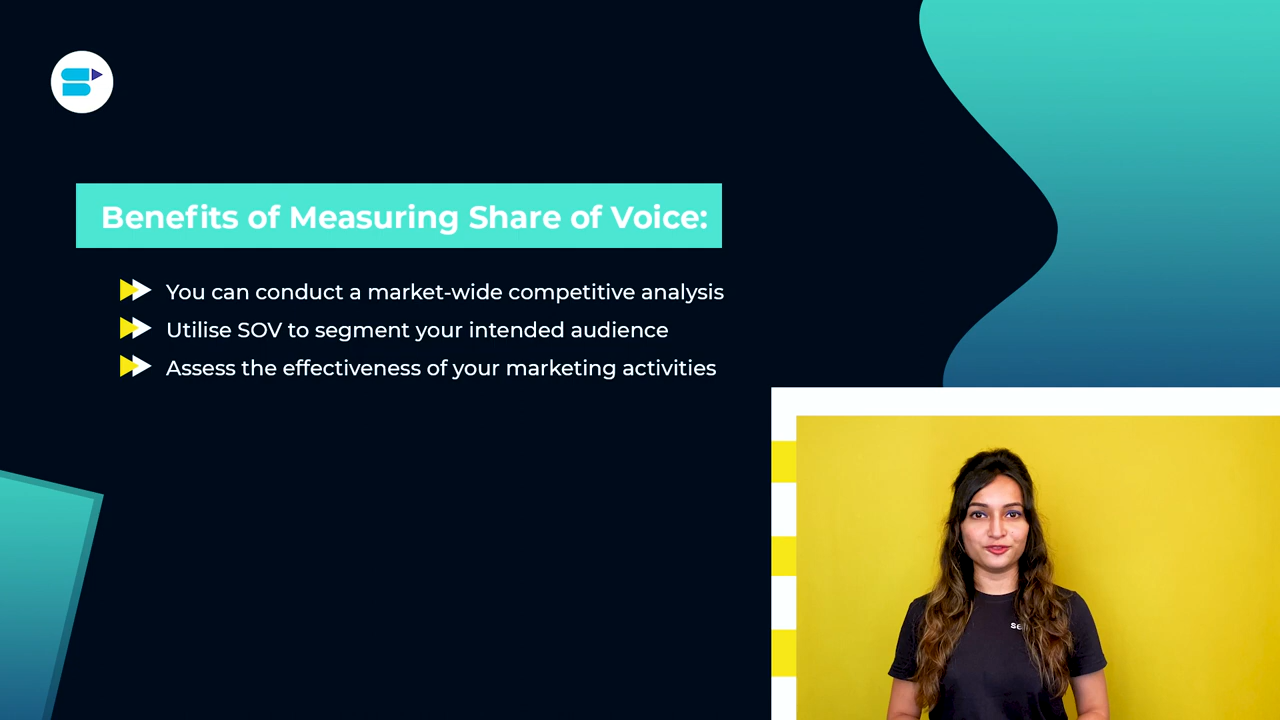 Benefits of Measuring Share of Voice:
You can conduct a market-wide competitive analysis
Utilise SOV to segment your intended audience
Assess the effectiveness of your marketing activities